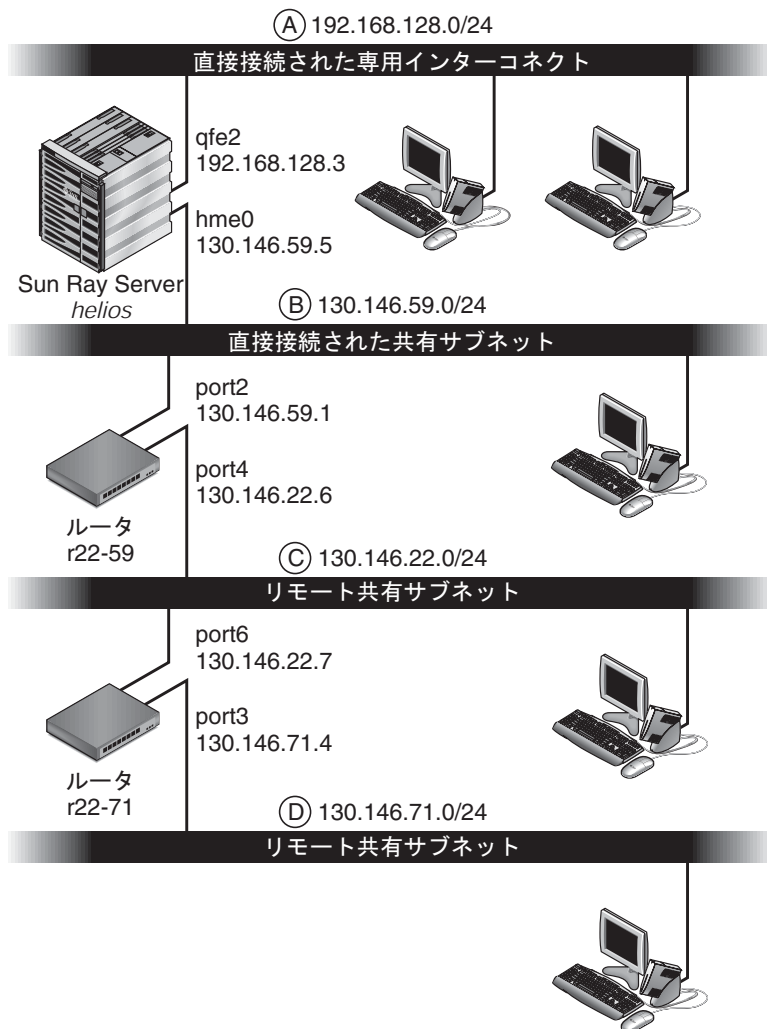 A 192.168.128.0/24
直接接続された専用インターコネクト
qfe2
192.168.128.3
hme0
130.146.59.5
Sun Ray Server
helios
B 130.146.59.0/24
直接接続された共有サブネット
port2
130.146.59.1
port4
130.146.22.6
ルータ
r22-59
C 130.146.22.0/24
リモート共有サブネット
port6
130.146.22.7
port3
130.146.71.4
ルータ
r22-71
D 130.146.71.0/24
リモート共有サブネット